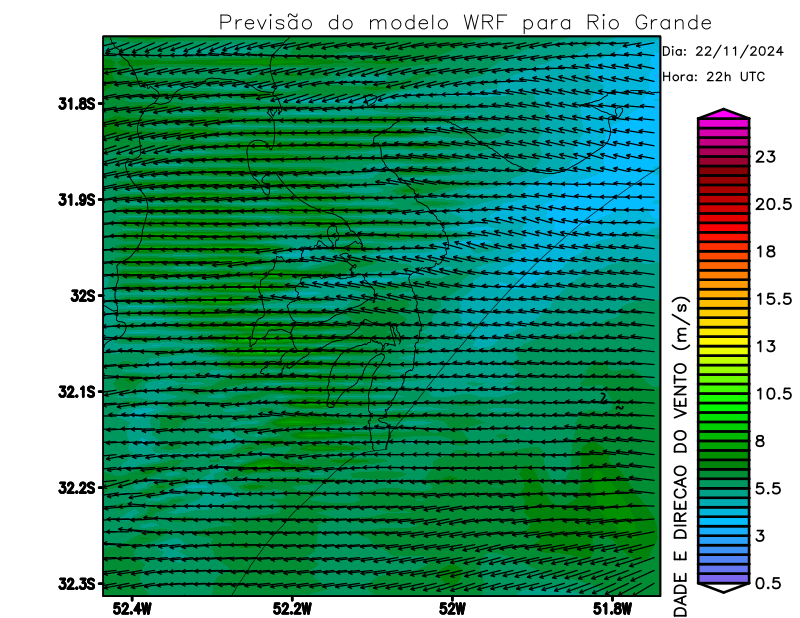 Previsão do modelo WRF para Rio Grande
Dia: 22/11/2024
Hora: 22h UTC
31.8S
31.9S
32S
32.1S
32.2S
32.3S
52.4W
52.2W
52W
51.8W
DADE E DIRECAO DO VENTO (m/s)
23
20.5
18
15.5
13
10.5
8
5.5
3
0.5